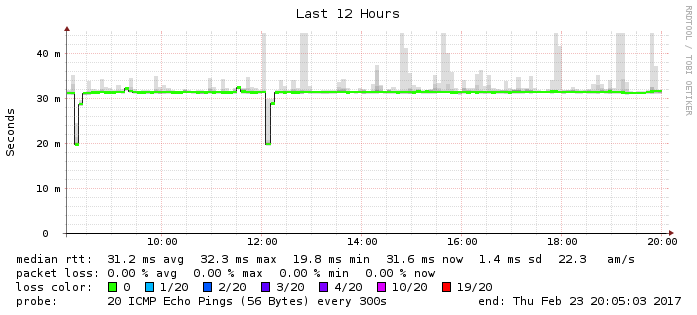 Last 12 Hours
RRDTOOL / TOBI OETIKER
Seconds
40 m
30 m
20 m
10 m
0
10:00 12:00 14:00 16:00 18:00 20:00
median rtt: 31.2 ms avg 32.3 ms max 19.8 ms min 31.6 ms now 1.4 ms sd 22.3 am/s
packet loss: 0.00 % avg 0.00 % max 0.00 % min 0.00 % now
loss color: 0 1/20 2/20 3/20 4/20 10/20 19/20
probe: 20 ICMP Echo Pings (56 Bytes) every 300s end: Thu Feb 23 20:05:03 2017